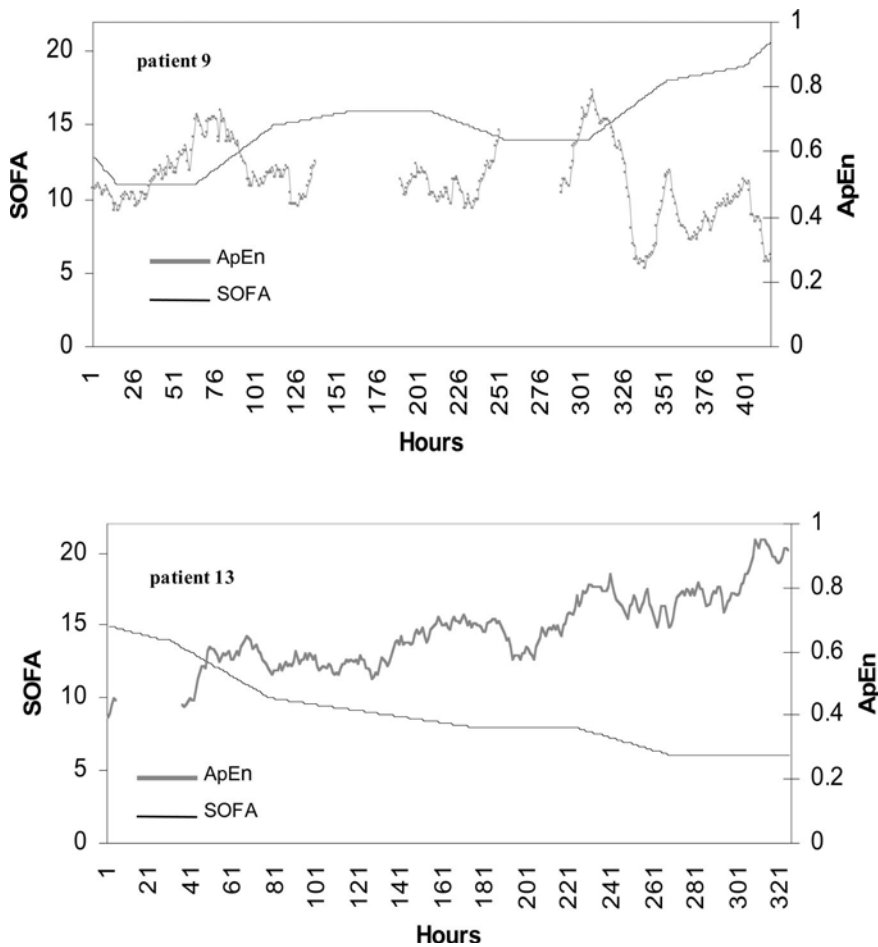 patient 9
SOFA
20
15
10
5
0
ApEn
1
0.8
0.6
0.4
0.2
0
ApEn
SOFA
1 26 51 76 101 126 151 176 201 226 251 276 301 326 351 376 401
Hours
patient 13
SOFA
20
15
10
5
0
ApEn
1
0.8
0.6
0.4
0.2
0
ApEn
SOFA
1 21 41 61 81 101 121 141 161 181 201 221 241 261 281 301 321
Hours